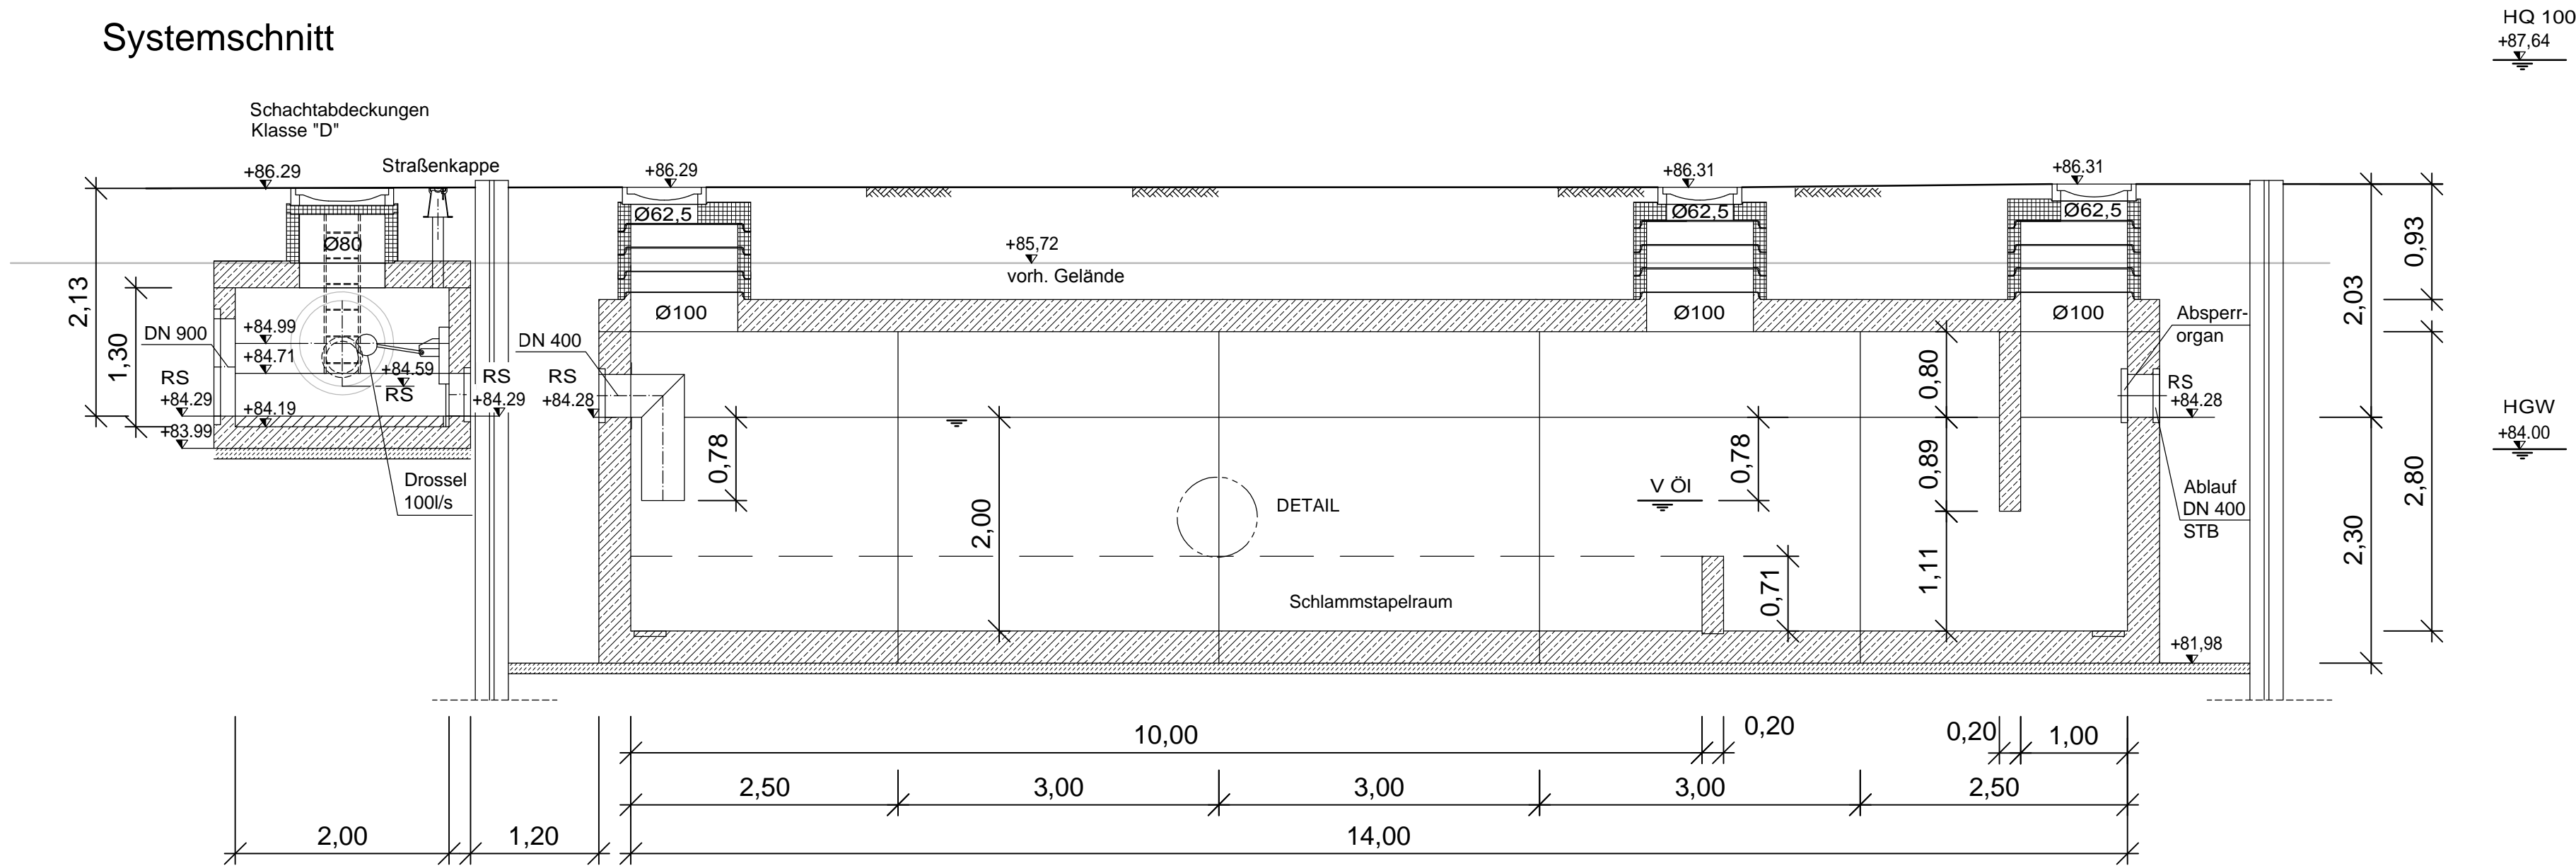 Systemschnitt
HQ 100
+87,64
Schachtabdeckungen
Klasse "D"
Straßenkappe
+86.29
+86.29
+86.31
+86.31
Ø62,5
Ø62,5
Ø62,5
Ø80
+85,72
vorh. Gelände
0,93
2,03
2,13
1,30
Ø100
Ø100
Ø100
DN 900
+84.99
+84.71
+84.59
RS
RS
+84.29
+84.19
+83.99
RS
+84.29
DN 400
RS
+84.28
Absperr-
organ
RS
+84.28
HGW
+84.00
0,80
0,78
0,78
0,89
2,00
2,80
2,30
1,11
0,71
Drossel
100l/s
V Öl
DETAIL
Ablauf
DN 400
STB
Schlammstapelraum
+81,98
10,00
0,20
0,20
1,00
2,50
3,00
3,00
3,00
2,50
2,00
1,20
14,00